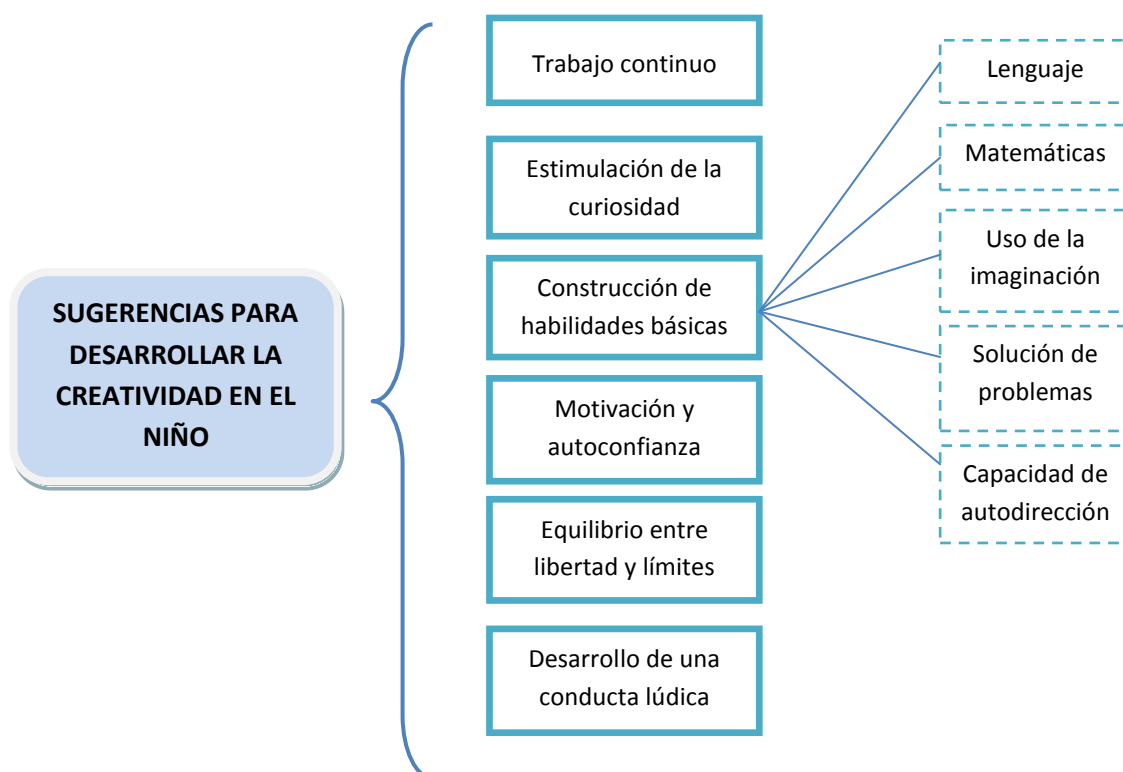 SUGERENCIAS PARA
DESARROLLAR LA
CREATIVIDAD EN EL
NIÑO
Trabajo continuo
Estimulación de la
curiosidad
Construcción de
habilidades básicas
Motivación y
autoconfianza
Equilibrio entre
libertad y límites
Desarrollo de una
conducta lúdica
Lenguaje
Matemáticas
Uso de la
imaginación
Solución de
problemas
Capacidad de
autodirección